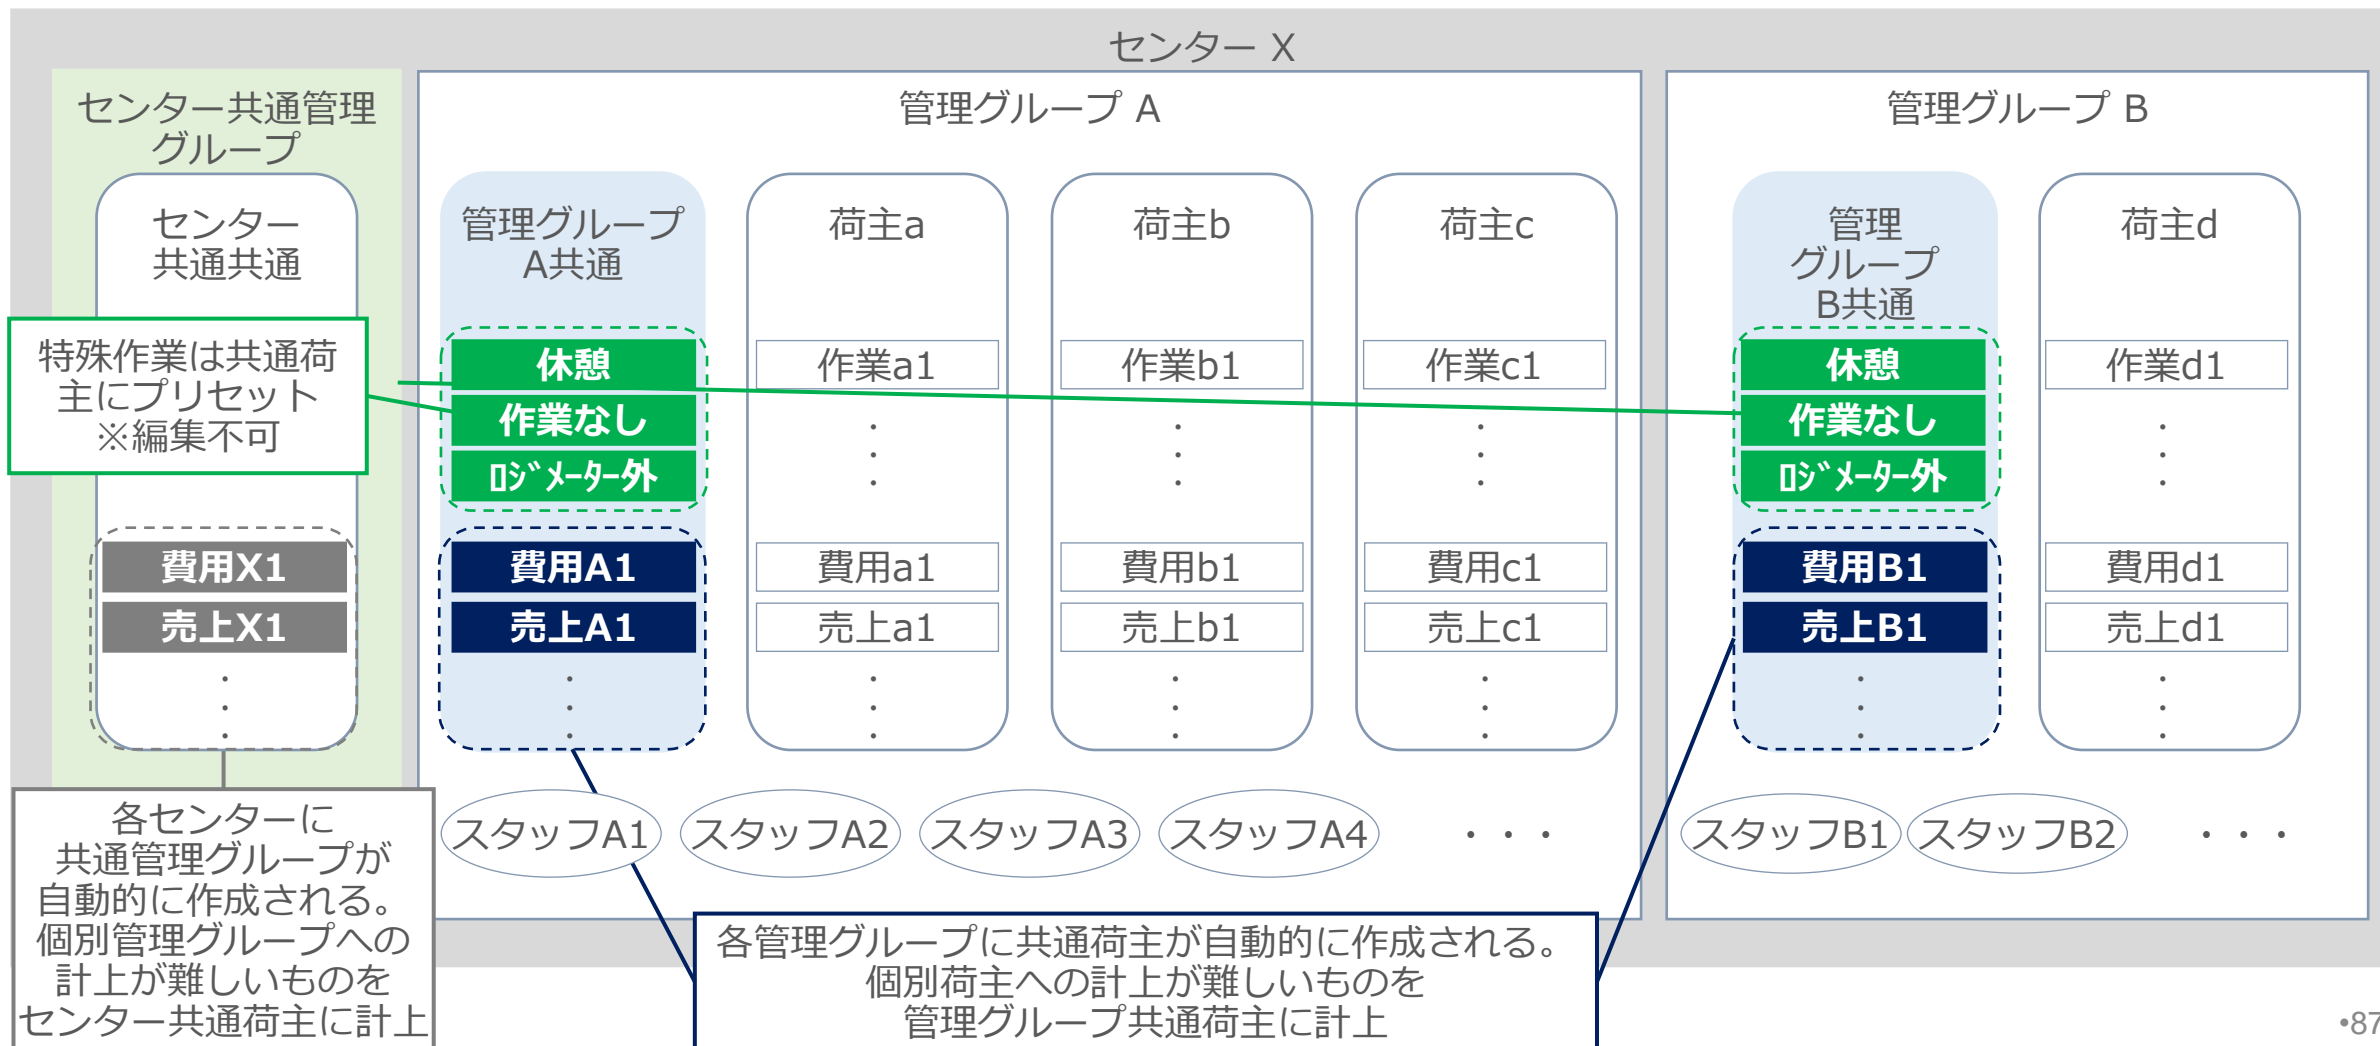 センター X
センター共通管理
グループ
センター
共通共通
特殊作業は共通荷
主にプリセット
※編集不可
費用X1
売上X1
・
・
・
各センターに
共通管理グループが
自動的に作成される。
個別管理グループへの
計上が難しいものを
センター共通荷主に計上
管理グループ A
管理グループ
A共通
休憩
作業なし
ﾛｼﾞﾒｰﾀｰ外
費用A1
売上A1
・
・
・
荷主a
作業a1
・
・
・
費用a1
売上a1
・
・
・
荷主b
作業b1
・
・
・
費用b1
売上b1
・
・
・
荷主c
作業c1
・
・
・
費用c1
売上c1
・
・
・
スタッフA1
スタッフA2
スタッフA3
スタッフA4
・・・
管理グループ B
管理
グループ
B共通
休憩
作業なし
ﾛｼﾞﾒｰﾀｰ外
費用B1
売上B1
・
・
・
荷主d
作業d1
・
・
・
費用d1
売上d1
・
・
・
スタッフB1
スタッフB2
・・・
各管理グループに共通荷主が自動的に作成される。
個別荷主への計上が難しいものを
管理グループ共通荷主に計上
•87